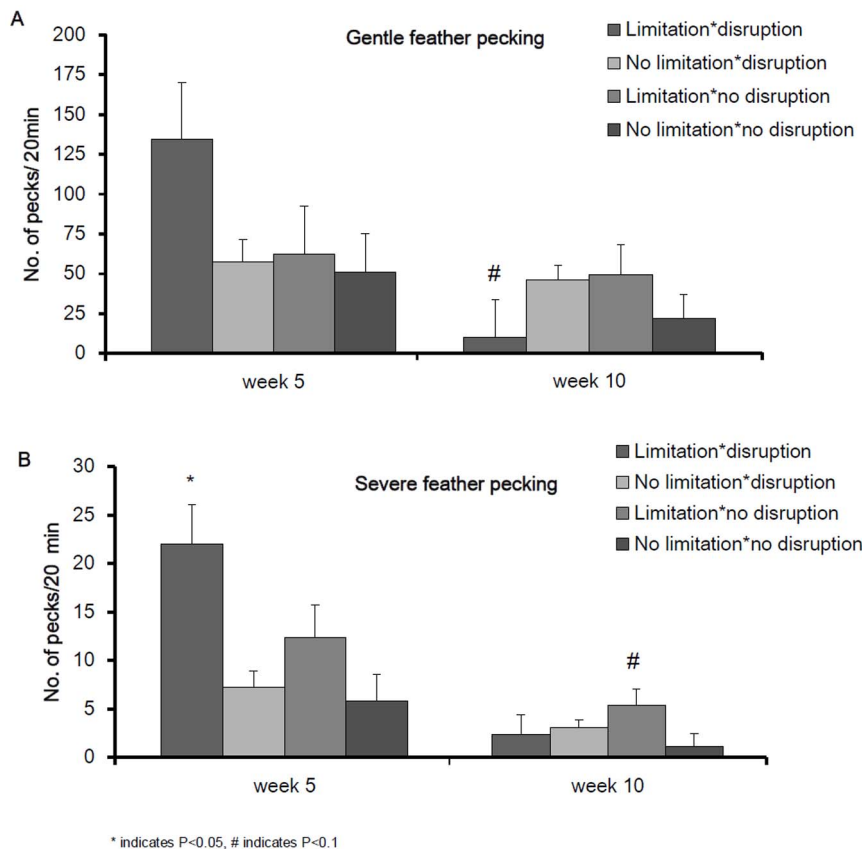 A
Gentle feather pecking
Limitation*disruption
No limitation*disruption
Limitation*no disruption
No limitation*no disruption
No. of pecks/ 20min
200
175
150
125
100
75
50
25
0
#
week 5
week 10
B
Severe feather pecking
Limitation*disruption
No limitation*disruption
Limitation*no disruption
No limitation*no disruption
No. of pecks/20 min
30
25
20
15
10
5
0
*
#
week 5
week 10
* indicates P<0.05, # indicates P<0.1